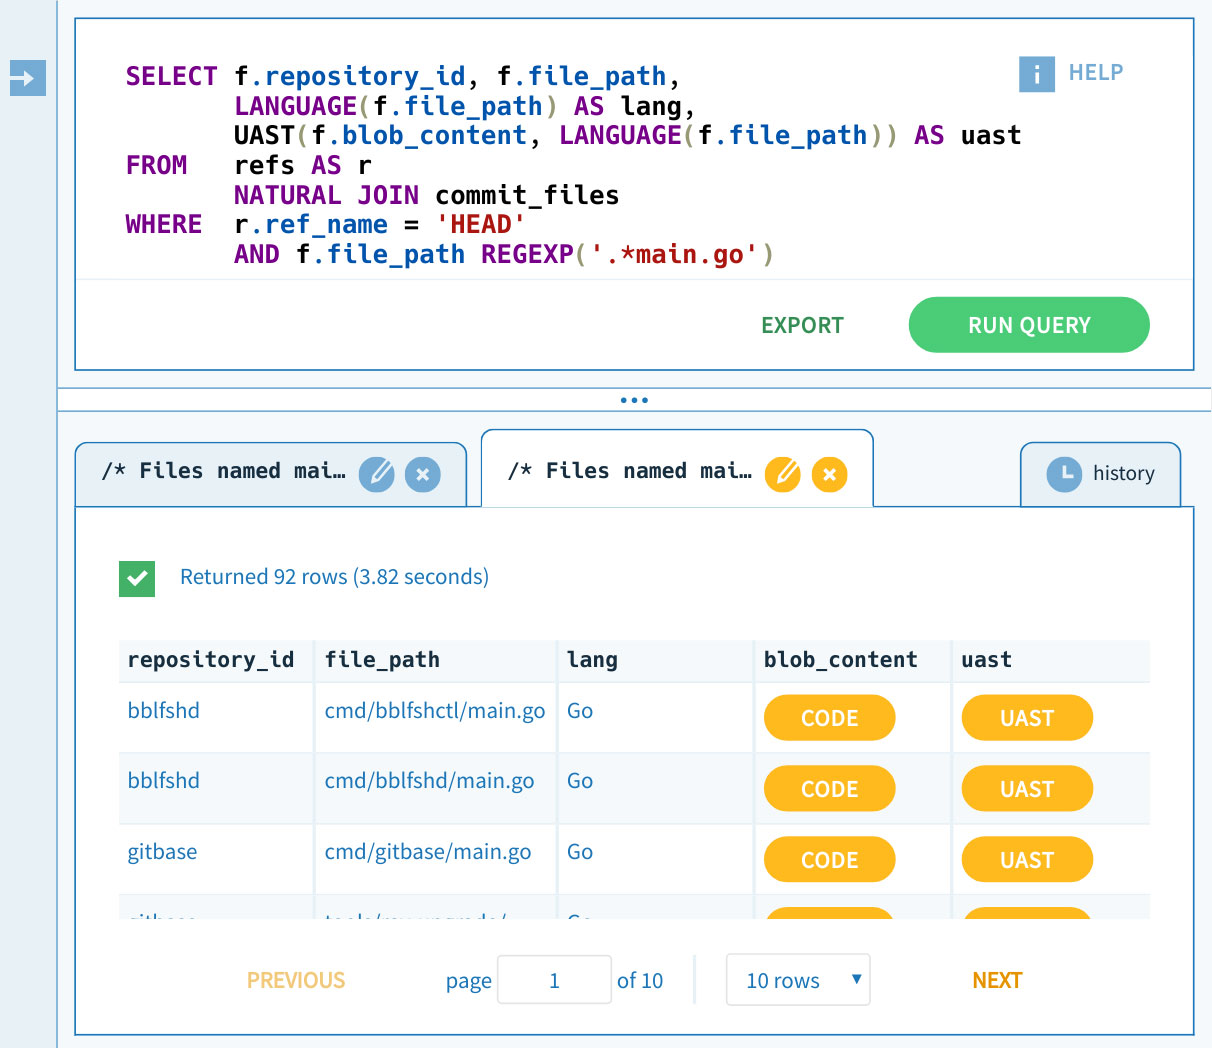 SELECT f.repository_id, f.file_path,
LANGUAGE(f.file_path) AS lang,
UAST(f.blob_content, LANGUAGE(f.file_path)) AS uast
FROM refs AS r
NATURAL JOIN commit_files
WHERE r.ref_name = 'HEAD'
AND f.file_path REGEXP('.*main.go')
i HELP
EXPORT RUN QUERY
/* Files named mai… /* Files named mai… history
Returned 92 rows (3.82 seconds)
repository_id file_path lang blob_content uast
bblfshd cmd/bblfshctl/main.go Go CODE UAST
bblfshd cmd/bblfshd/main.go Go CODE UAST
gitbase cmd/gitbase/main.go Go CODE UAST
PREVIOUS page 1 of 10 10 rows NEXT